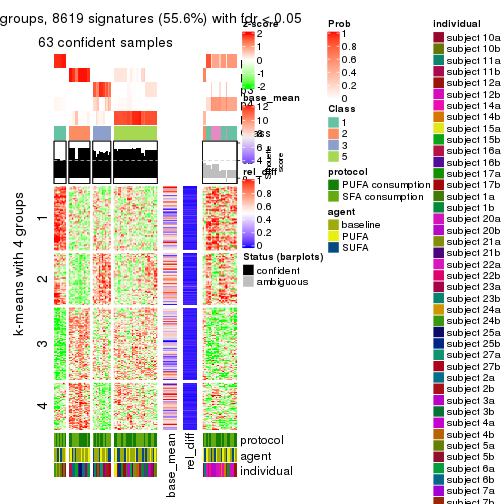 groups, 8619 signatures (55.6%) with fdr < 0.05
63 confident samples
k-means with 4 groups
1
2
3
4
base_mean
rel_diff
protocol
agent
individual
z-score
2
1
0
-1
-2
base_mean
12
10
8
6
4
Silhouette
score
rel_diff
1
0.8
0.6
0.4
0.2
0
Status (barplots)
confident
ambiguous
Prob
1
0.8
0.6
0.4
0.2
0
Class
1
2
3
5
protocol
PUFA consumption
SFA consumption
agent
baseline
PUFA
SUFA
individual
subject 10a
subject 10b
subject 11a
subject 11b
subject 12a
subject 12b
subject 14a
subject 14b
subject 15a
subject 15b
subject 16a
subject 16b
subject 17a
subject 17b
subject 1a
subject 1b
subject 20a
subject 20b
subject 21a
subject 21b
subject 22a
subject 22b
subject 23a
subject 23b
subject 24a
subject 24b
subject 25a
subject 25b
subject 27a
subject 27b
subject 2a
subject 2b
subject 3a
subject 3b
subject 4a
subject 4b
subject 5a
subject 5b
subject 6a
subject 6b
subject 7a
subject 7b